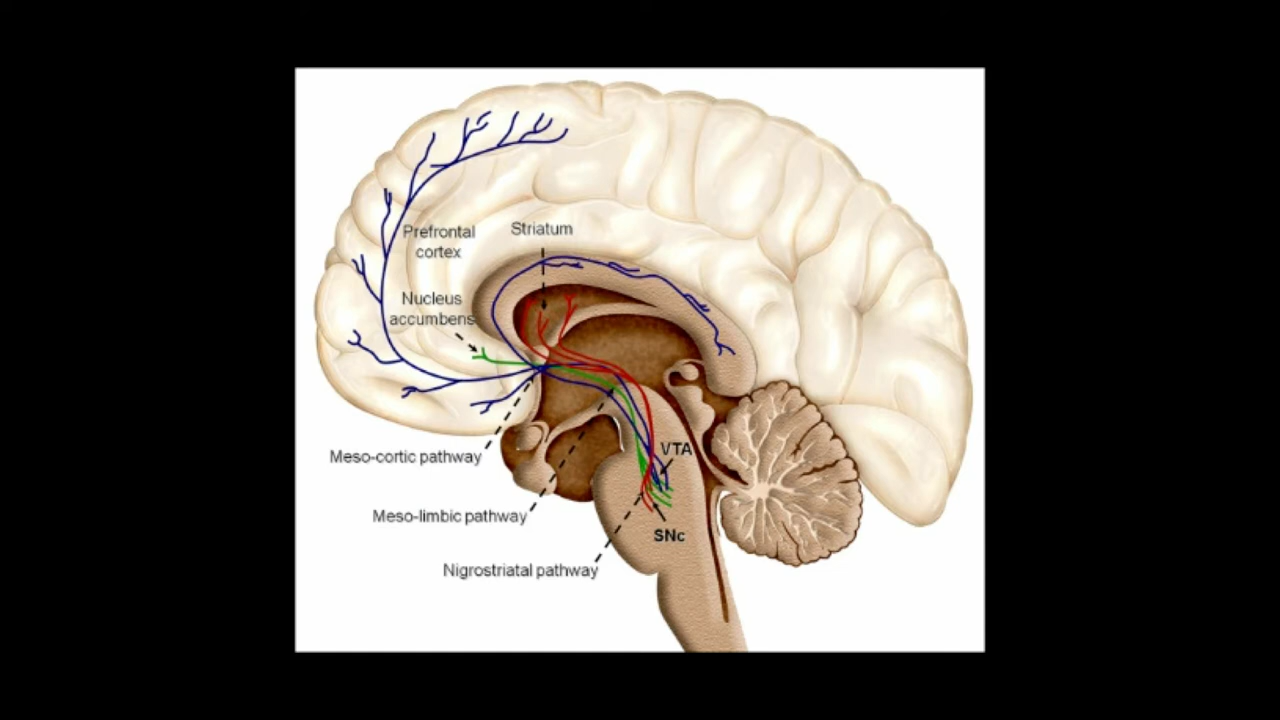 Prefrontal
cortex
Striatum
Nucleus
accumbens
Meso-cortic pathway
VTA
Meso-limbic pathway
SNc
Nigrostriatal pathway